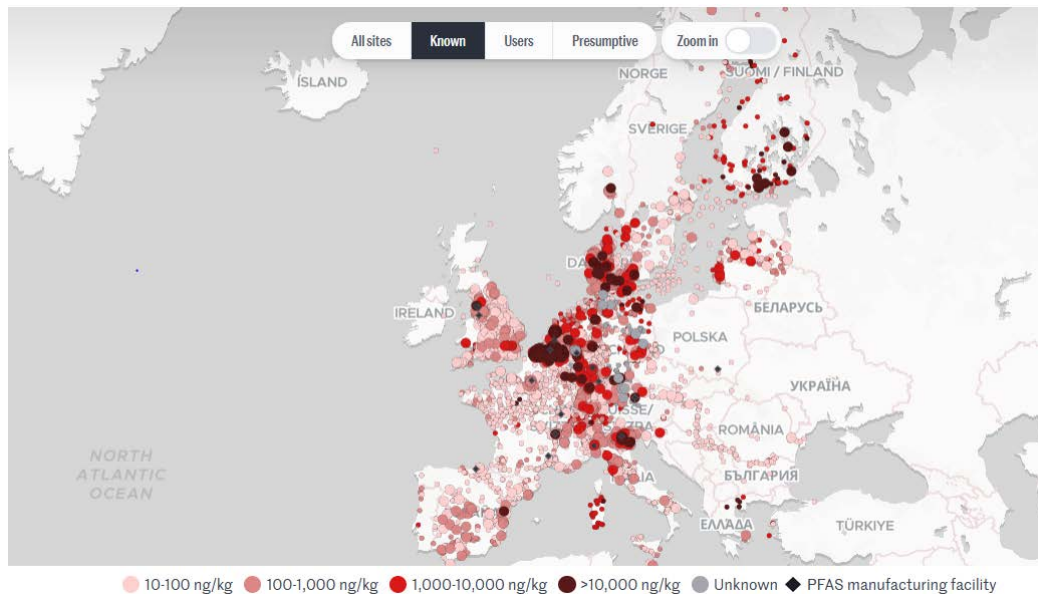 All sites Known Users Presumptive Zoom in
ÍSLAND
NORGE
SUOMI / FINLAND
SVERIGE
IRELAND
БЕЛАРУСЬ
POLSKA
УКРАЇНА
ROMÂNIA
NORTH
ATLANTIC
OCEAN
БЪЛГАРИЯ
ΕΛΛΆΔΑ
TÜRKIYE
10-100 ng/kg 100-1,000 ng/kg 1,000-10,000 ng/kg >10,000 ng/kg Unknown PFAS manufacturing facility